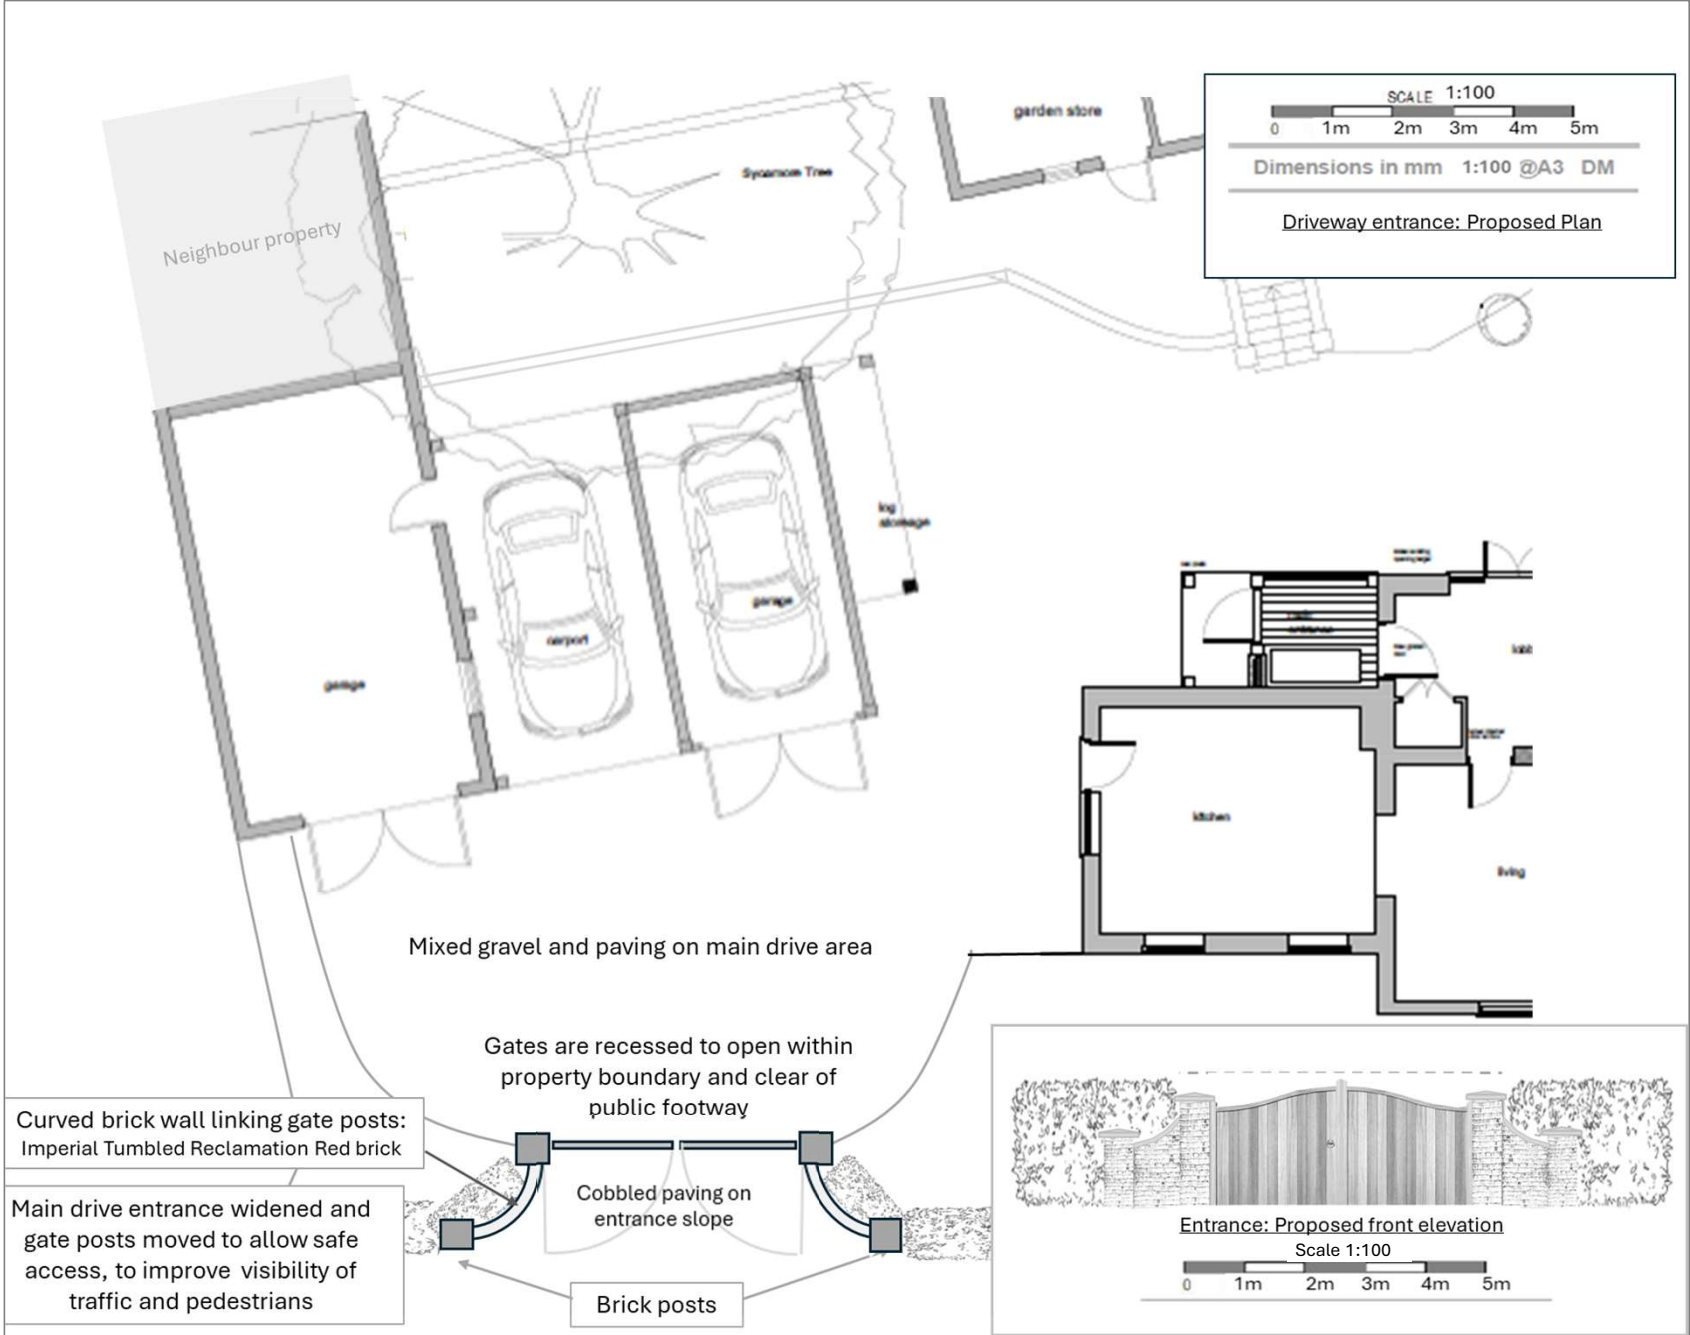 garden store
SCALE 1:100
0 1m 2m 3m 4m 5m
Dimensions in mm 1:100 @A3 DM
Driveway entrance: Proposed Plan
Sycamore Tree
Neighbour property
log
storage
garage
carport
garage
kitchen
living
Mixed gravel and paving on main drive area
Gates are recessed to open within
property boundary and clear of
public footway
Curved brick wall linking gate posts:
Imperial Tumbled Reclamation Red brick
Cobbled paving on
entrance slope
Main drive entrance widened and
gate posts moved to allow safe
access, to improve visibility of
traffic and pedestrians
Brick posts
Entrance: Proposed front elevation
Scale 1:100
0 1m 2m 3m 4m 5m